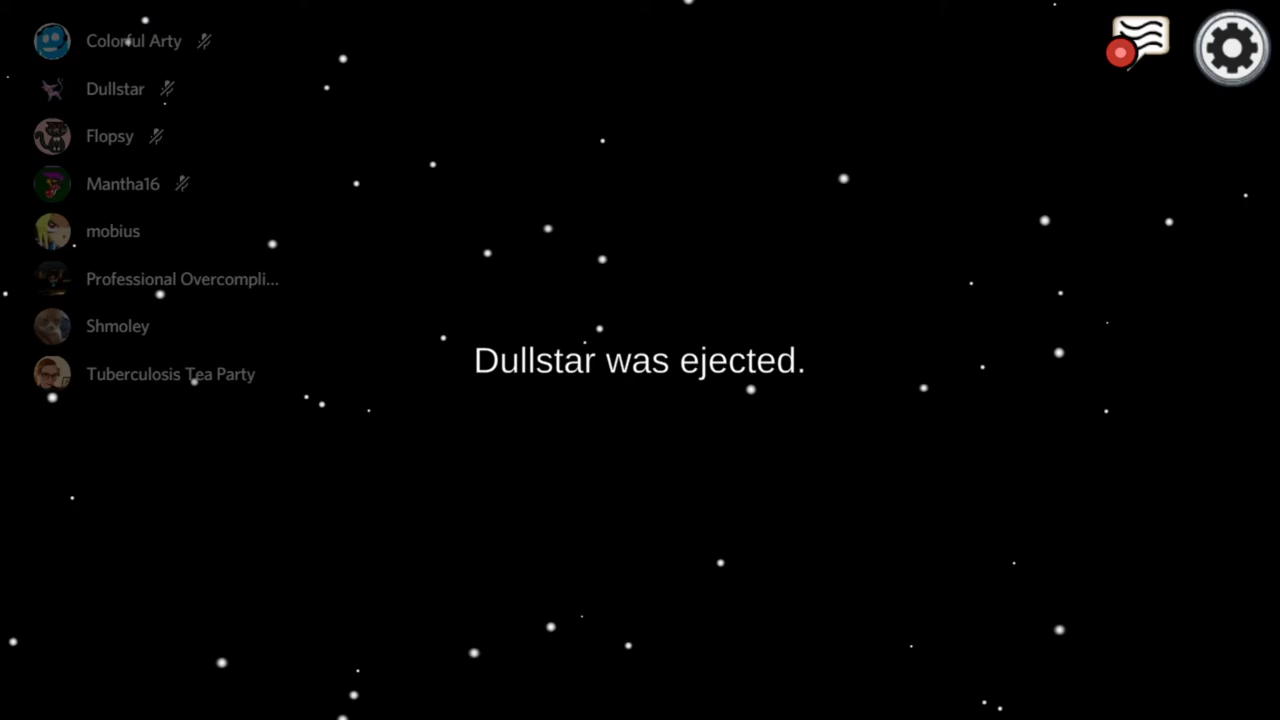 Colorful Arty
Dullstar
Flopsy
Mantha16
mobius
Professional Overcompli...
Shmoley
Tuberculosis Tea Party
Dullstar was ejected.